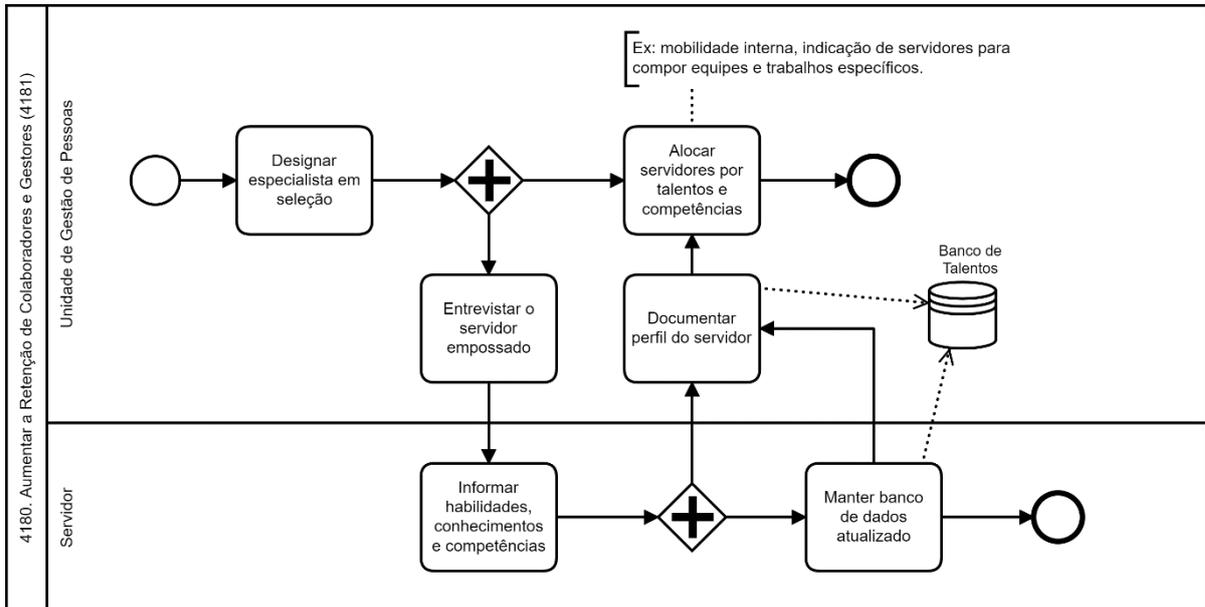 4180. Aumentar a Retenção de Colaboradores e Gestores (4181)
Unidade de Gestão de Pessoas
Ex: mobilidade interna, indicação de servidores para
compor equipes e trabalhos específicos.
Designar
especialista em
seleção
Alocar
servidores por
talentos e
competências
Entrevistar o
servidor
empossado
Documentar
perfil do servidor
Banco de
Talentos
Servidor
Informar
habilidades,
conhecimentos
e competências
Manter banco
de dados
atualizado